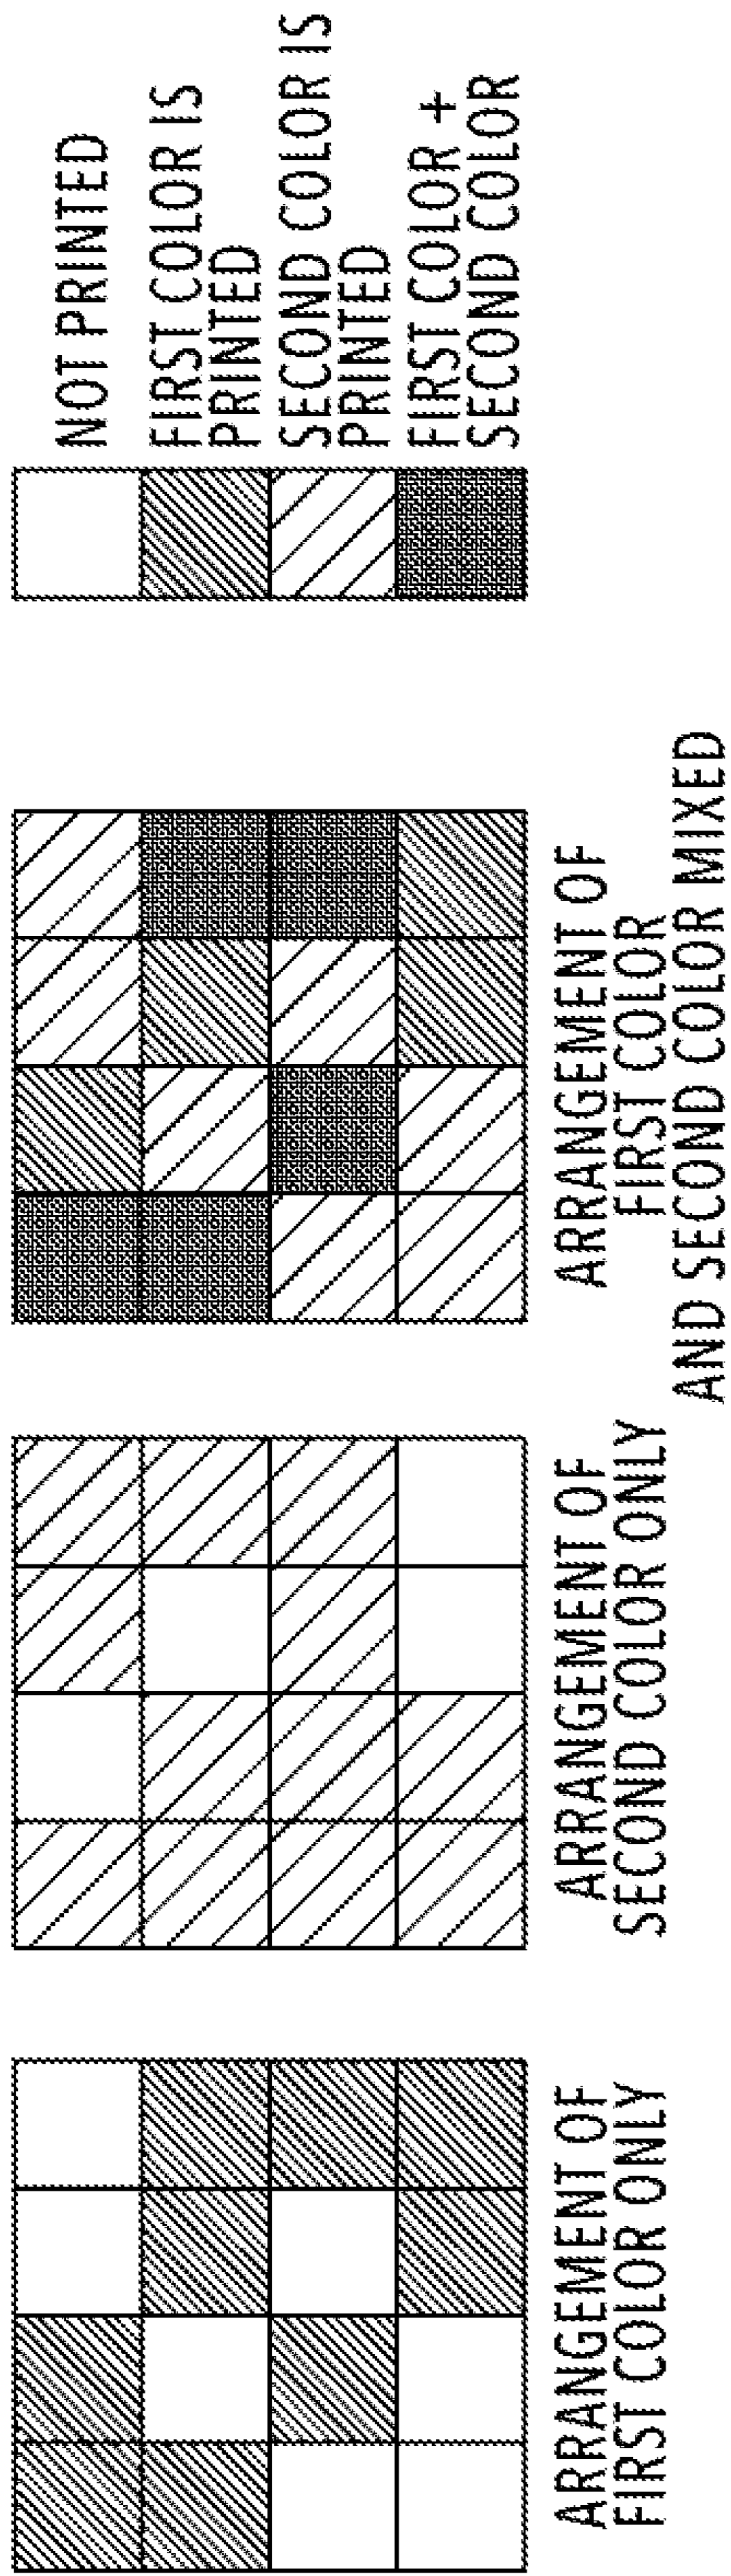 NOT PRINTED
FIRST COLOR IS
PRINTED
SECOND COLOR IS
PRINTED
FIRST COLOR +
SECOND COLOR
ARRANGEMENT OF
FIRST COLOR ONLY
ARRANGEMENT OF
SECOND COLOR ONLY
ARRANGEMENT OF
FIRST COLOR
AND SECOND COLOR MIXED